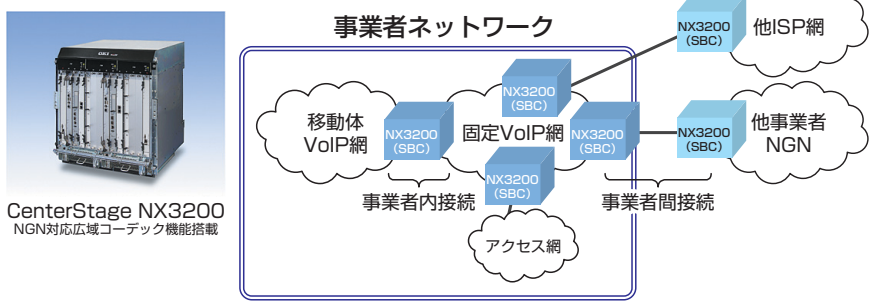 事業者ネットワーク
NX3200
(SBC)
他ISP網
OKI
NX3200
(SBC)
移動体
VoIP網
NX3200
(SBC)
固定VoIP網
NX3200
(SBC)
NX3200
(SBC)
他事業者
NGN
NX3200
(SBC)
事業者内接続
事業者間接続
CenterStage NX3200
NGN対応広域コーデック機能搭載
アクセス網